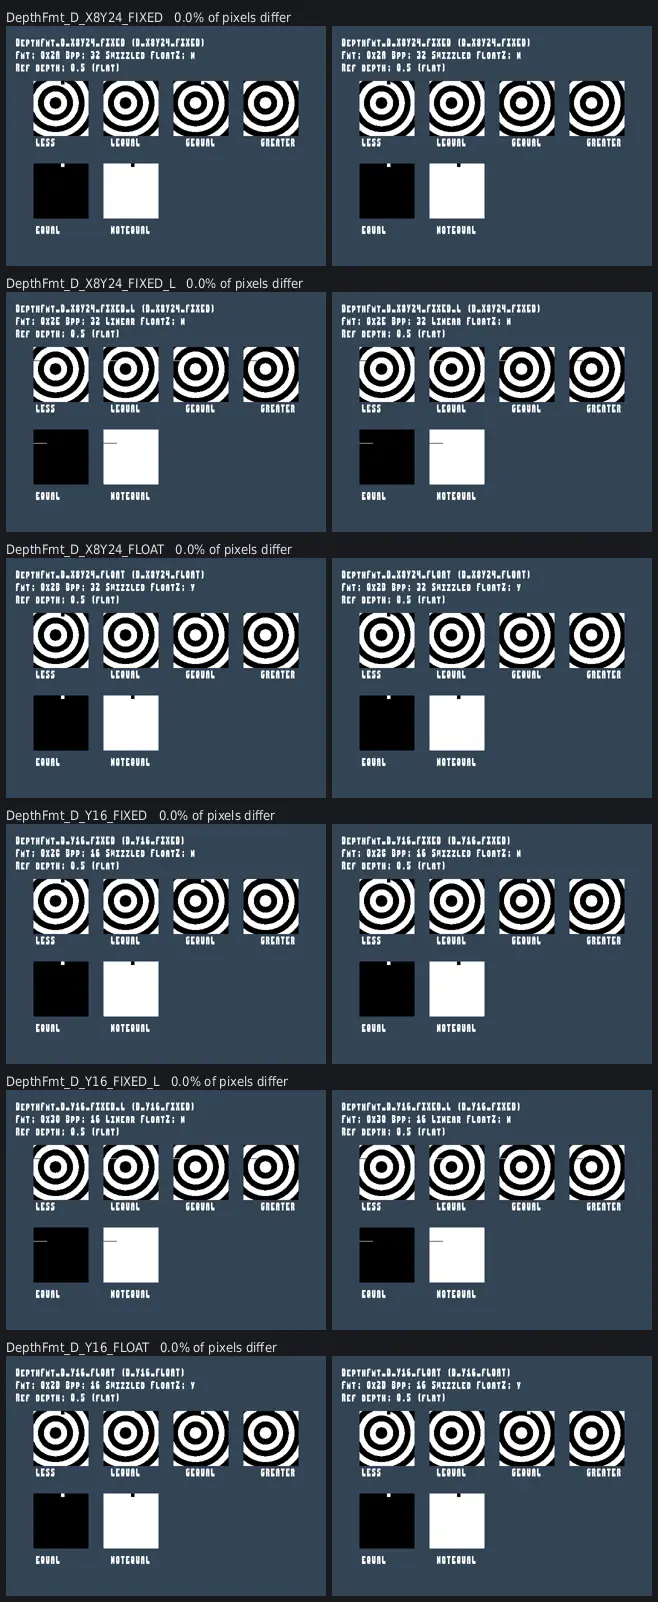 DepthFmt_D_X8Y24_FIXED 0.0% of pixels differ
DepthFmt_D_X8Y24_FIXED (D_X8Y24_FIXED)
Fmt: 0x2A Bpp: 32 Swizzled FloatZ: N
Ref depth: 0.5 (flat)
LESS LEQUAL GEQUAL GREATER
EQUAL NOTEQUAL
DepthFmt_D_X8Y24_FIXED (D_X8Y24_FIXED)
Fmt: 0x2A Bpp: 32 Swizzled FloatZ: N
Ref depth: 0.5 (flat)
LESS LEQUAL GEQUAL GREATER
EQUAL NOTEQUAL
DepthFmt_D_X8Y24_FIXED_L 0.0% of pixels differ
DepthFmt_D_X8Y24_FIXED_L (D_X8Y24_FIXED)
Fmt: 0x2E Bpp: 32 Linear FloatZ: N
Ref depth: 0.5 (flat)
LESS LEQUAL GEQUAL GREATER
EQUAL NOTEQUAL
DepthFmt_D_X8Y24_FIXED_L (D_X8Y24_FIXED)
Fmt: 0x2E Bpp: 32 Linear FloatZ: N
Ref depth: 0.5 (flat)
LESS LEQUAL GEQUAL GREATER
EQUAL NOTEQUAL
DepthFmt_D_X8Y24_FLOAT 0.0% of pixels differ
DepthFmt_D_X8Y24_FLOAT (D_X8Y24_FLOAT)
Fmt: 0x2B Bpp: 32 Swizzled FloatZ: Y
Ref depth: 0.5 (flat)
LESS LEQUAL GEQUAL GREATER
EQUAL NOTEQUAL
DepthFmt_D_X8Y24_FLOAT (D_X8Y24_FLOAT)
Fmt: 0x2B Bpp: 32 Swizzled FloatZ: Y
Ref depth: 0.5 (flat)
LESS LEQUAL GEQUAL GREATER
EQUAL NOTEQUAL
DepthFmt_D_Y16_FIXED 0.0% of pixels differ
DepthFmt_D_Y16_FIXED (D_Y16_FIXED)
Fmt: 0x2C Bpp: 16 Swizzled FloatZ: N
Ref depth: 0.5 (flat)
LESS LEQUAL GEQUAL GREATER
EQUAL NOTEQUAL
DepthFmt_D_Y16_FIXED (D_Y16_FIXED)
Fmt: 0x2C Bpp: 16 Swizzled FloatZ: N
Ref depth: 0.5 (flat)
LESS LEQUAL GEQUAL GREATER
EQUAL NOTEQUAL
DepthFmt_D_Y16_FIXED_L 0.0% of pixels differ
DepthFmt_D_Y16_FIXED_L (D_Y16_FIXED)
Fmt: 0x30 Bpp: 16 Linear FloatZ: N
Ref depth: 0.5 (flat)
LESS LEQUAL GEQUAL GREATER
EQUAL NOTEQUAL
DepthFmt_D_Y16_FIXED_L (D_Y16_FIXED)
Fmt: 0x30 Bpp: 16 Linear FloatZ: N
Ref depth: 0.5 (flat)
LESS LEQUAL GEQUAL GREATER
EQUAL NOTEQUAL
DepthFmt_D_Y16_FLOAT 0.0% of pixels differ
DepthFmt_D_Y16_FLOAT (D_Y16_FLOAT)
Fmt: 0x2D Bpp: 16 Swizzled FloatZ: Y
Ref depth: 0.5 (flat)
LESS LEQUAL GEQUAL GREATER
EQUAL NOTEQUAL
DepthFmt_D_Y16_FLOAT (D_Y16_FLOAT)
Fmt: 0x2D Bpp: 16 Swizzled FloatZ: Y
Ref depth: 0.5 (flat)
LESS LEQUAL GEQUAL GREATER
EQUAL NOTEQUAL